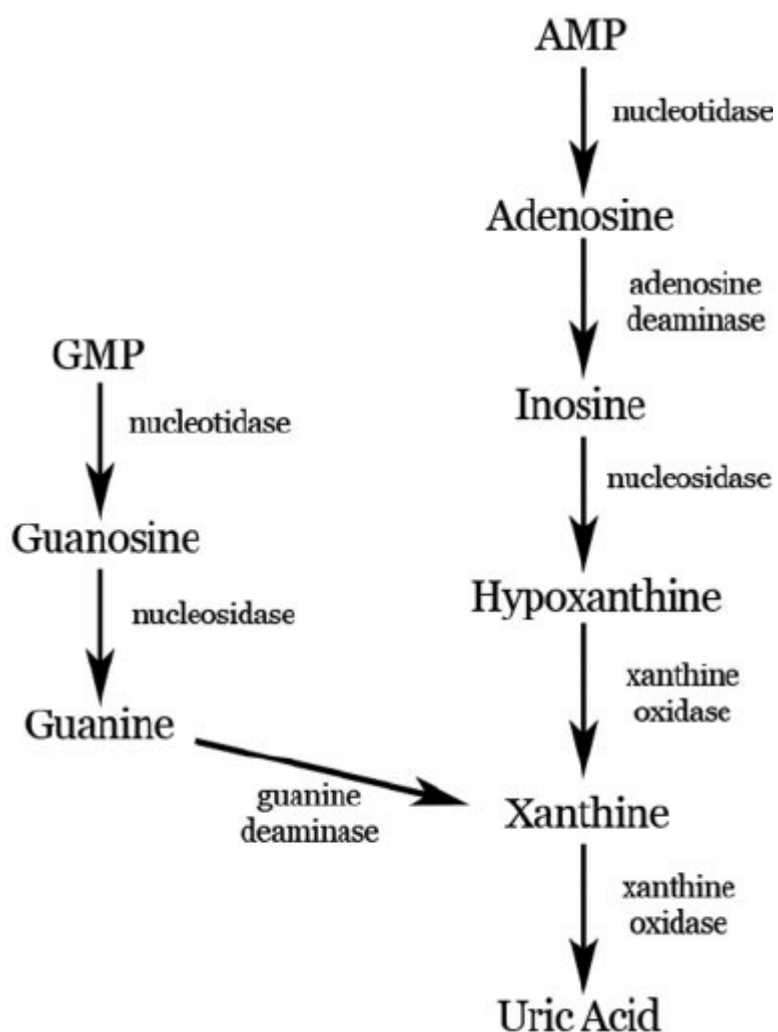 AMP
nucleotidase
Adenosine
adenosine
deaminase
GMP
Inosine
nucleotidase
nucleosidase
Guanosine
Hypoxanthine
nucleosidase
xanthine
oxidase
Guanine
guanine
deaminase
Xanthine
xanthine
oxidase
Uric Acid